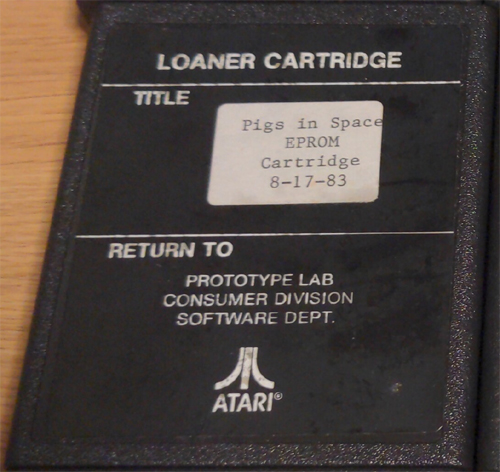 LOANER CARTRIDGE
TITLE
Pigs in Space
EPROM
Cartridge
8-17-83
RETURN TO
PROTOTYPE LAB
CONSUMER DIVISION
SOFTWARE DEPT.
ATARI®